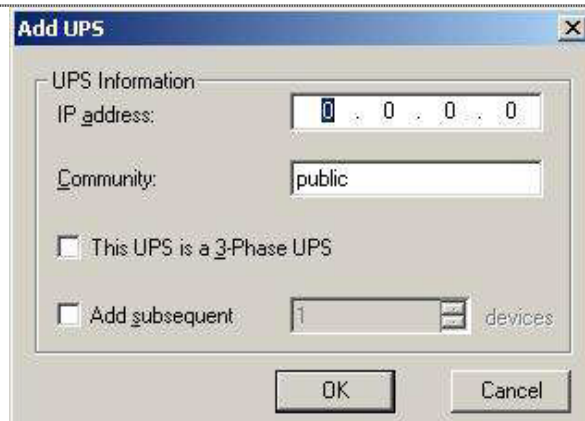 Add UPS
UPS Information
IP address: 0 . 0 . 0 . 0
Community: public
This UPS is a 3-Phase UPS
Add subsequent 1 devices
OK Cancel